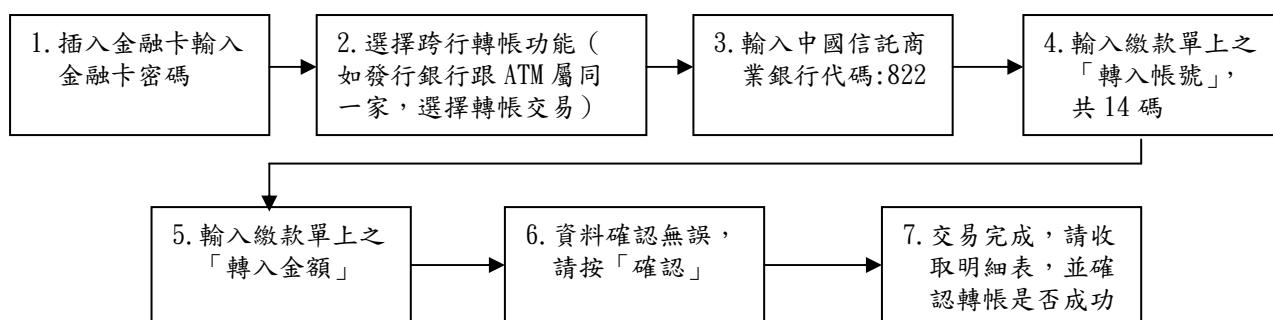 1.插入金融卡輸入
金融卡密碼
2.選擇跨行轉帳功能（
如發行銀行跟 ATM 屬同
一家，選擇轉帳交易）
3.輸入中國信託商
業銀行代碼:822
4.輸入繳款單上之
「轉入帳號」，
共 14 碼
5.輸入繳款單上之
「轉入金額」
6.資料確認無誤，
請按「確認」
7.交易完成，請收
取明細表，並確
認轉帳是否成功